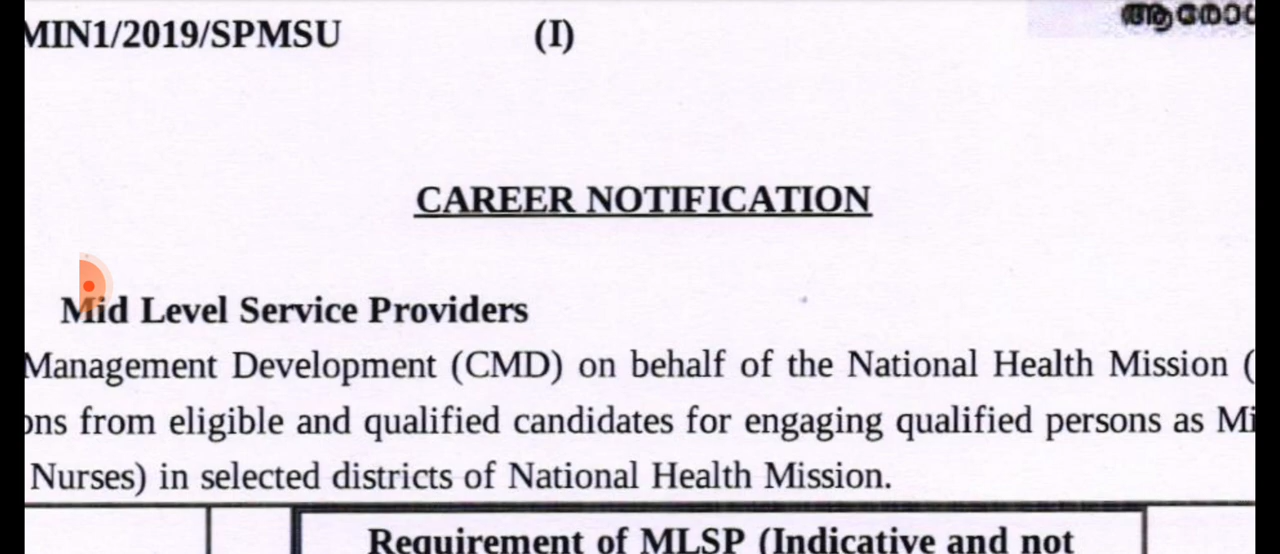 MIN1/2019/SPMSU (I)
CAREER NOTIFICATION
Mid Level Service Providers
Management Development (CMD) on behalf of the National Health Mission (
ons from eligible and qualified candidates for engaging qualified persons as Mi
Nurses) in selected districts of National Health Mission.
Requirement of MLSP (Indicative and not